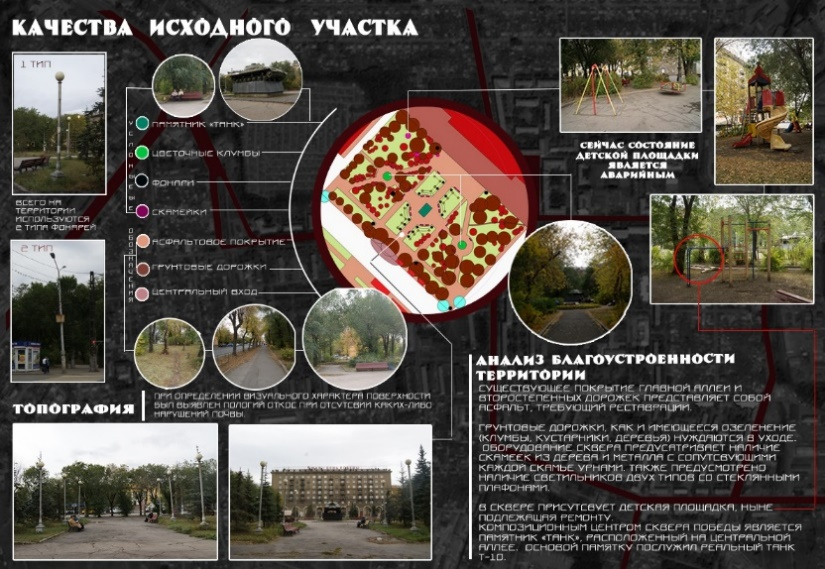 КАЧЕСТВА ИСХОДНОГО УЧАСТКА
1 ТИП
ВСЕГО НА
ТЕРРИТОРИИ
ИСПОЛЬЗУЮТСЯ
2 ТИПА ФОНАРЕЙ
2 ТИП
УСЛОВНЫЕ
ОБОЗНАЧЕНИЯ
ПАМЯТНИК «ТАНК»
ЦВЕТОЧНЫЕ КЛУМБЫ
ФОНАРИ
СКАМЕЙКИ
АСФАЛЬТОВОЕ ПОКРЫТИЕ
ГРУНТОВЫЕ ДОРОЖКИ
ЦЕНТРАЛЬНЫЙ ВХОД
СЕЙЧАС СОСТОЯНИЕ
ДЕТСКОЙ ПЛОЩАДКИ
ЯВЛЯЕТСЯ
АВАРИЙНЫМ
ТОПОГРАФИЯ
ПРИ ОПРЕДЕЛЕНИИ ВИЗУАЛЬНОГО ХАРАКТЕРА ПОВЕРХНОСТИ
БЫЛ ВЫЯВЛЕН ПОЛОГИЙ ОТКОС ПРИ ОТСУТСВИИ КАКИХ-ЛИБО
НАРУШЕНИЙ ПОЧВЫ.
АНАЛИЗ БЛАГОУСТРОЕННОСТИ
ТЕРРИТОРИИ
СУЩЕСТВУЮЩЕЕ ПОКРЫТИЕ ГЛАВНОЙ АЛЛЕИ И
ВТОРОСТЕПЕННЫХ ДОРОЖЕК ПРЕДСТАВЛЯЕТ СОБОЙ
АСФАЛЬТ, ТРЕБУЮЩИЙ РЕСТАВРАЦИИ.
ГРУНТОВЫЕ ДОРОЖКИ, КАК И ИМЕЮЩЕЕСЯ ОЗЕЛЕНЕНИЕ
(КЛУМБЫ, КУСТАРНИКИ, ДЕРЕВЬЯ) НУЖДАЮТСЯ В УХОДЕ.
ОБОРУДОВАНИЕ СКВЕРА ПРЕДУСАТРИВАЕТ НАЛИЧИЕ
СКАМЕЕК ИЗ ДЕРЕВА И МЕТАЛЛА С СОПУТСВУЮЩИМИ
КАЖДОЙ СКАМЬЕ УРНАМИ. ТАКЖЕ ПРЕДУСМОТРЕНО
НАЛИЧИЕ СВЕТИЛЬНИКОВ ДВУХ ТИПОВ СО СТЕКЛЯННЫМИ
ПЛАФОНАМИ.
В СКВЕРЕ ПРИСУТСВУЕТ ДЕТСКАЯ ПЛОЩАДКА, НЫНЕ
ПОДЛЕЖАЩАЯ РЕМОНТУ.
КОМПОЗИЦИОННЫМ ЦЕНТРОМ СКВЕРА ПОБЕДЫ ЯВЛЯЕТСЯ
ПАМЯТНИК «ТАНК», РАСПОЛОЖЕННЫЙ НА ЦЕНТРАЛЬНОЙ
АЛЛЕЕ. ОСНОВОЙ ПАМЯТКУ ПОСЛУЖИЛ РЕАЛЬНЫЙ ТАНК
Т-10.